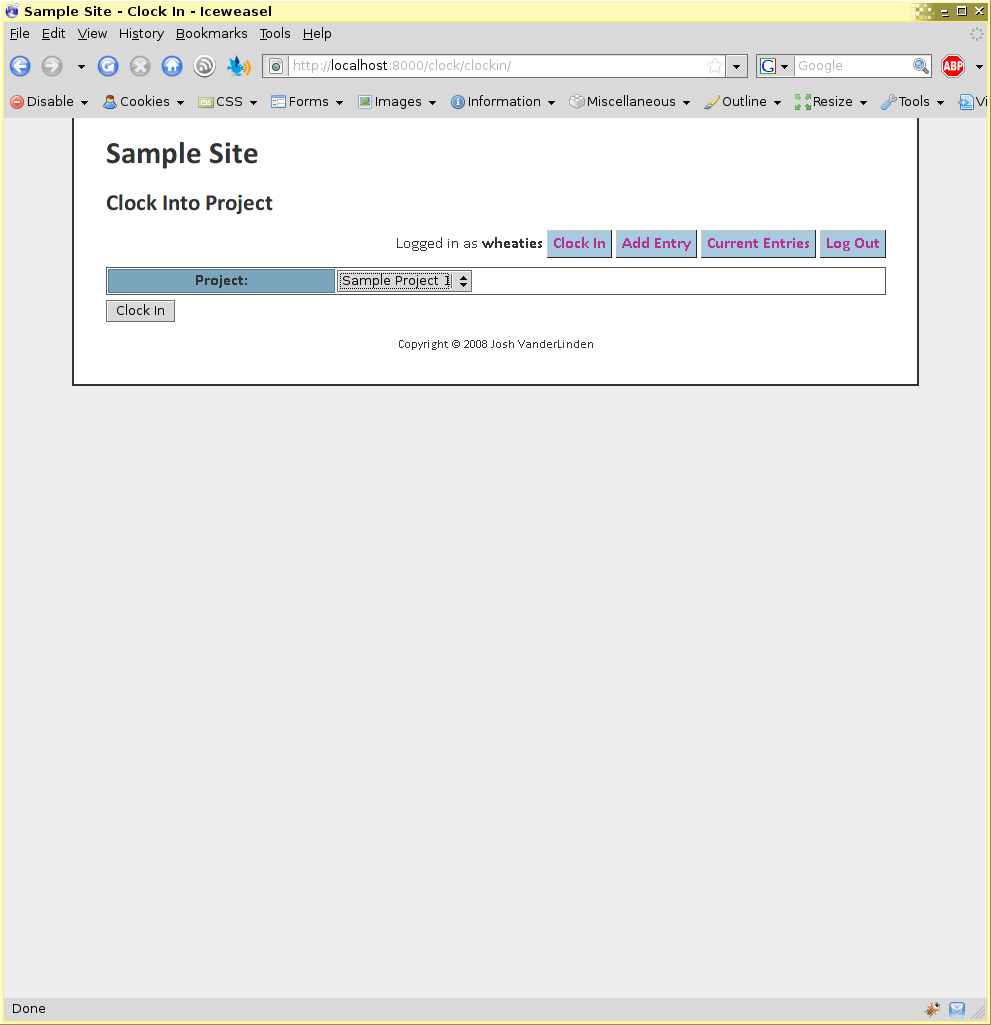 Sample Site - Clock In - Iceweasel
File Edit View History Bookmarks Tools Help
http://localhost:8000/clock/clockin/ G Google ABP
Disable Cookies CSS Forms Images Information Miscellaneous Outline Resize Tools Vi
Sample Site
Clock Into Project
Logged in as wheaties Clock In Add Entry Current Entries Log Out
Project: Sample Project 1
Clock In
Copyright © 2008 Josh VanderLinden
Done